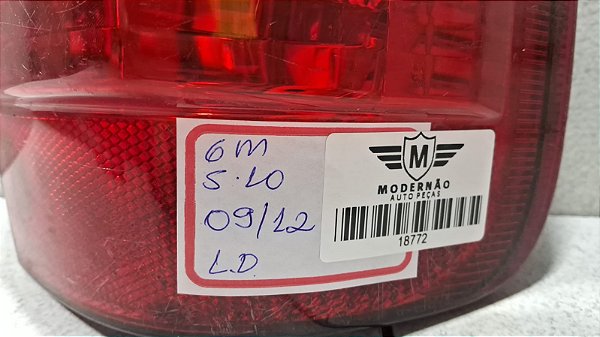 GM
S.10
09/12
L.D.
M
MODERNÃO
AUTO PEÇAS
18772